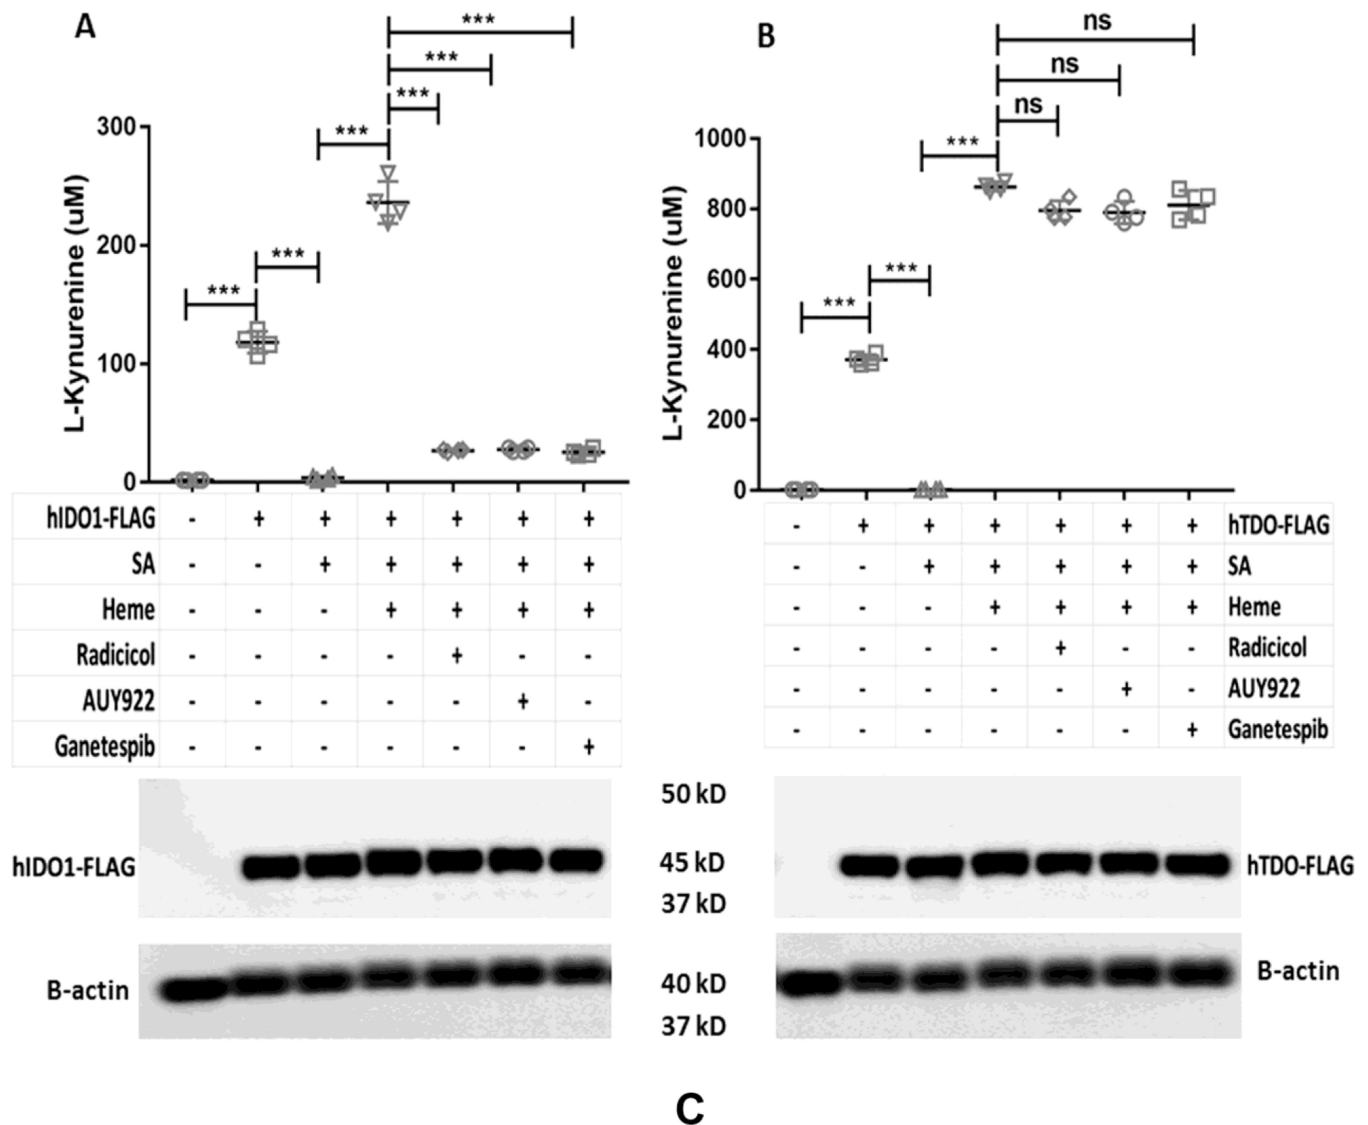 A
***
***
***
***
***
***
L-Kynurenine (uM)
300
200
100
0
hIDO1-FLAG - + + + + + +
SA - - + + + + +
Heme - - - + + + +
Radicicol - - - - + - -
AUY922 - - - - - + -
Ganetespib - - - - - - +
B
ns
ns
ns
***
***
***
L-Kynurenine (uM)
1000
800
600
400
200
0
- + + + + + + hTDO-FLAG
- - + + + + + SA
- - - + + + + Heme
- - - - + - - Radicicol
- - - - - + - AUY922
- - - - - - + Ganetespib
50 kD
hIDO1-FLAG 45 kD hTDO-FLAG
37 kD
B-actin 40 kD B-actin
37 kD
C